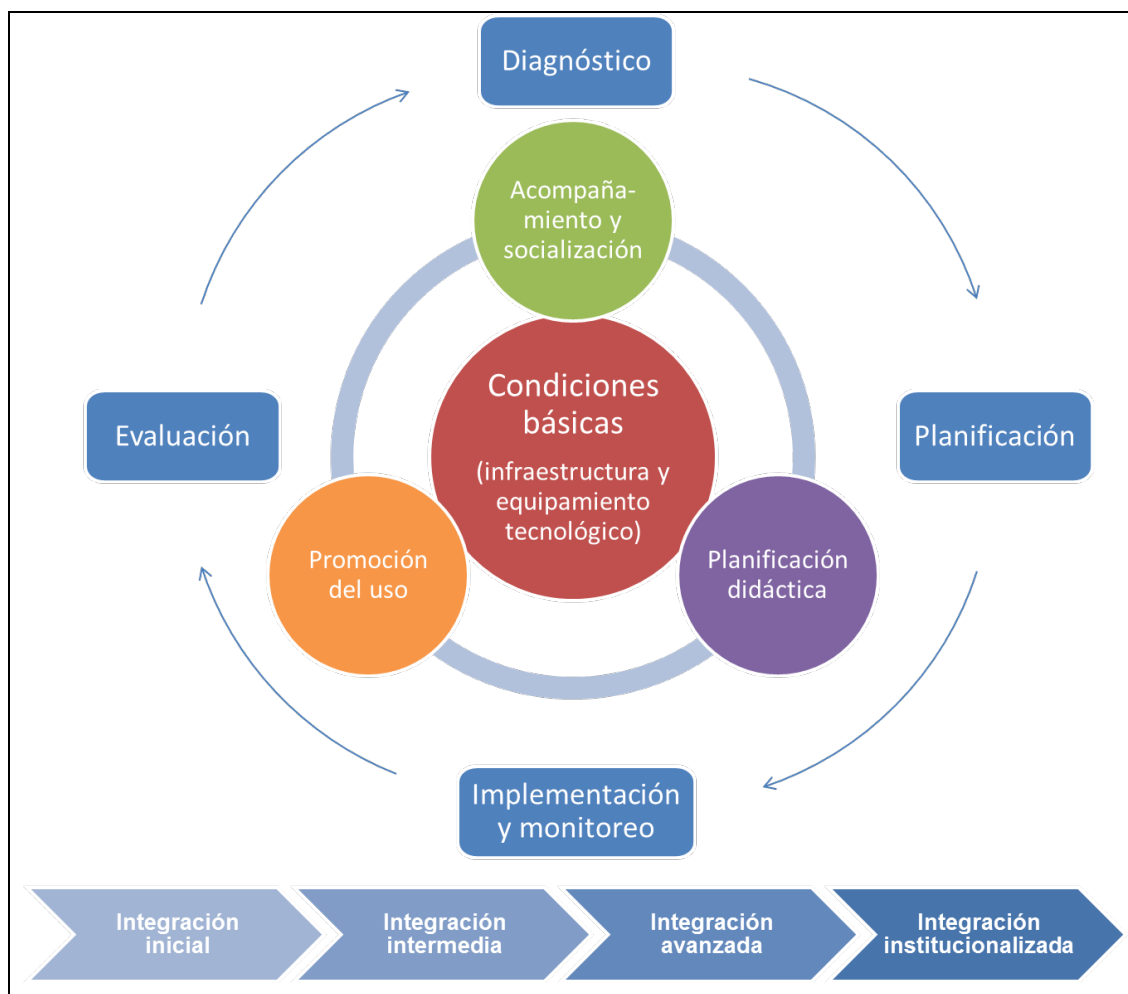 Diagnóstico
Acompaña-
miento y
socialización
Condiciones
básicas
(infraestructura y
equipamiento
tecnológico)
Evaluación
Planificación
Promoción
del uso
Planificación
didáctica
Implementación
y monitoreo
Integración
inicial
Integración
intermedia
Integración
avanzada
Integración
institucionalizada